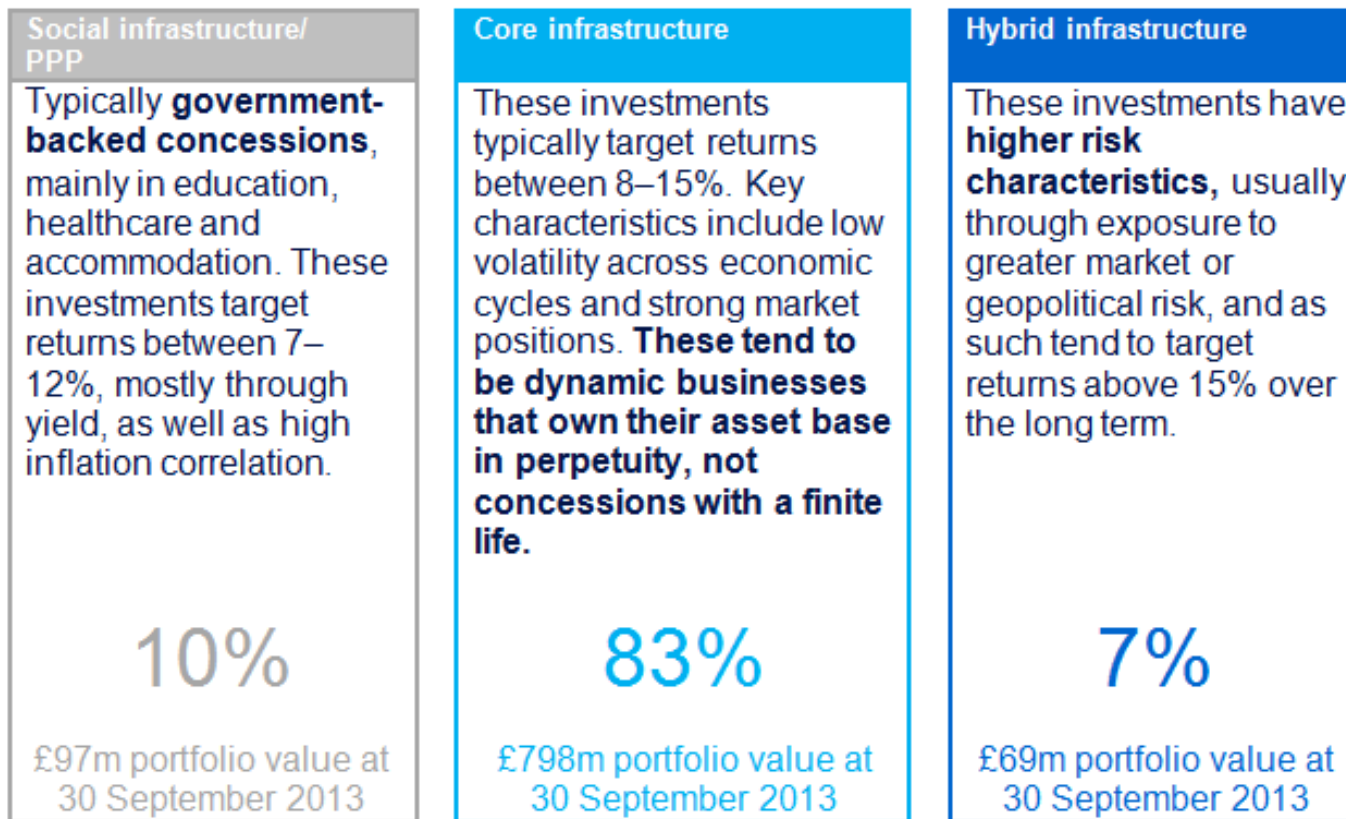 Social infrastructure/
PPP
Typically government-
backed concessions,
mainly in education,
healthcare and
accommodation. These
investments target
returns between 7–
12%, mostly through
yield, as well as high
inflation correlation.
10%
£97m portfolio value at
30 September 2013
Core infrastructure
These investments
typically target returns
between 8–15%. Key
characteristics include low
volatility across economic
cycles and strong market
positions. These tend to
be dynamic businesses
that own their asset base
in perpetuity, not
concessions with a finite
life.
83%
£798m portfolio value at
30 September 2013
Hybrid infrastructure
These investments have
higher risk
characteristics, usually
through exposure to
greater market or
geopolitical risk, and as
such tend to target
returns above 15% over
the long term.
7%
£69m portfolio value at
30 September 2013